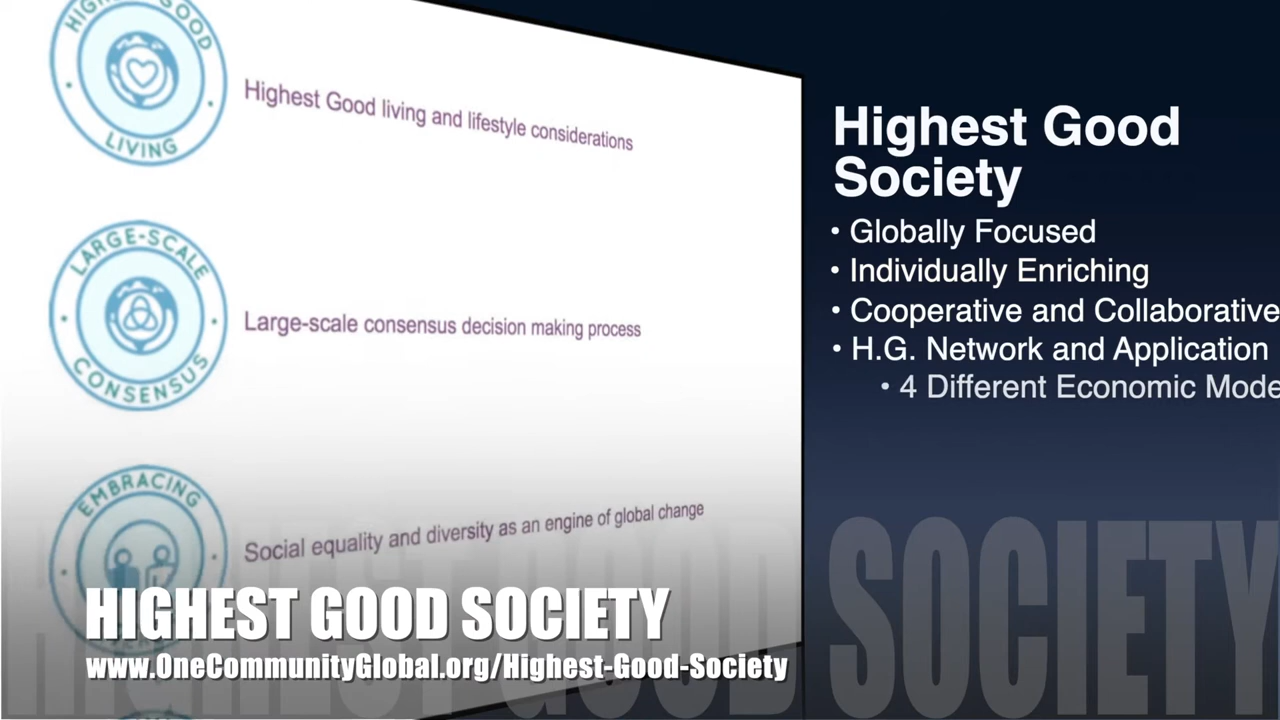 HIGHEST GOOD
LIVING
Highest Good living and lifestyle considerations
LARGE-SCALE
CONSENSUS
Large-scale consensus decision making process
EMBRACING
Social equality and diversity as an engine of global change
Highest Good
Society
• Globally Focused
• Individually Enriching
• Cooperative and Collaborative
• H.G. Network and Application
• 4 Different Economic Mode
HIGHEST GOOD SOCIETY
HIGHEST GOOD SOCIETY
www.OneCommunityGlobal.org/Highest-Good-Society